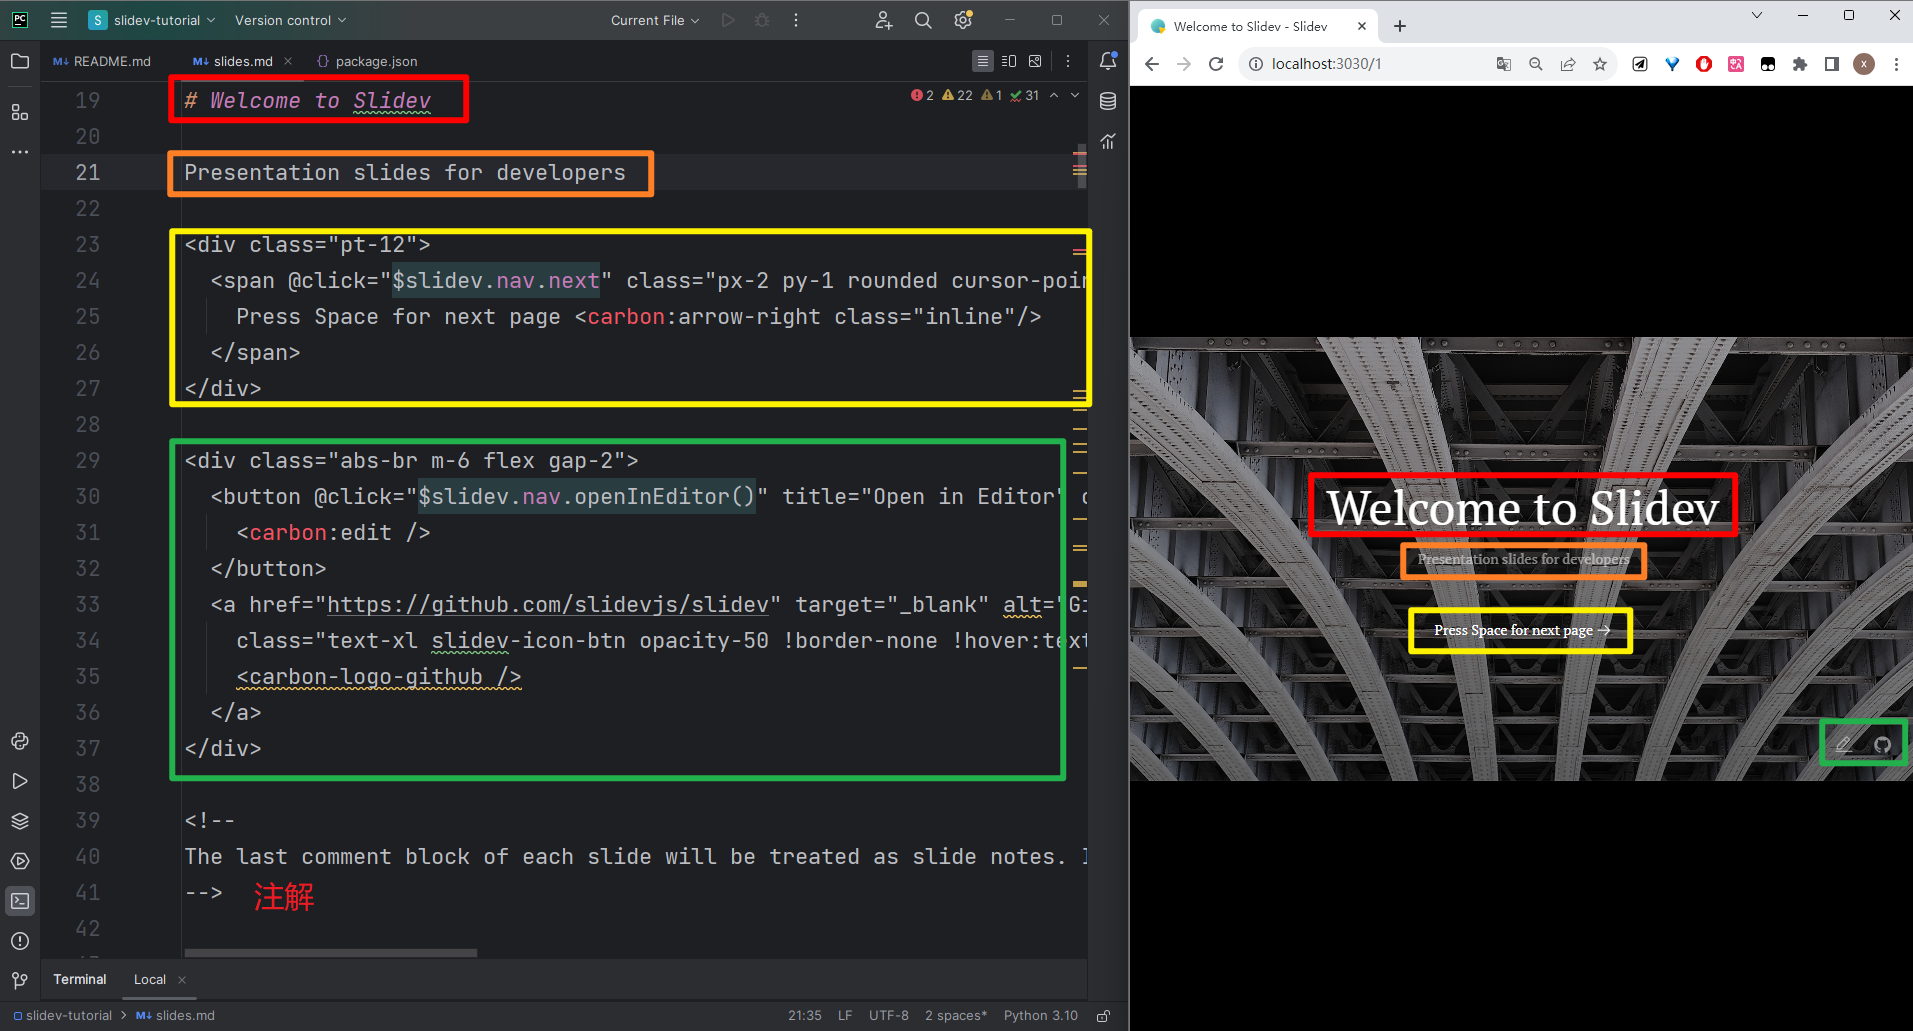 PC
S slidev-tutorial
Version control
Current File
M↓ README.md
M↓ slides.md
{} package.json
2 22 1 31
19 # Welcome to Slidev
20
21 Presentation slides for developers
22
23 <div class="pt-12">
24 <span @click="$slidev.nav.next" class="px-2 py-1 rounded cursor-poin
25 Press Space for next page <carbon:arrow-right class="inline"/>
26 </span>
27 </div>
28
29 <div class="abs-br m-6 flex gap-2">
30 <button @click="$slidev.nav.openInEditor()" title="Open in Editor"
31 <carbon:edit />
32 </button>
33 <a href="https://github.com/slidevjs/slidev" target="_blank" alt="Gi
34 class="text-xl slidev-icon-btn opacity-50 !border-none !hover:text
35 <carbon-logo-github />
36 </a>
37 </div>
38
39 <!--
40 The last comment block of each slide will be treated as slide notes.
41 --> 注解
42
Terminal
Local
slidev-tutorial > M↓ slides.md
21:35 LF UTF-8 2 spaces* Python 3.10
Welcome to Slidev - Slidev
localhost:3030/1
X
Welcome to Slidev
Presentation slides for developers
Press Space for next page →